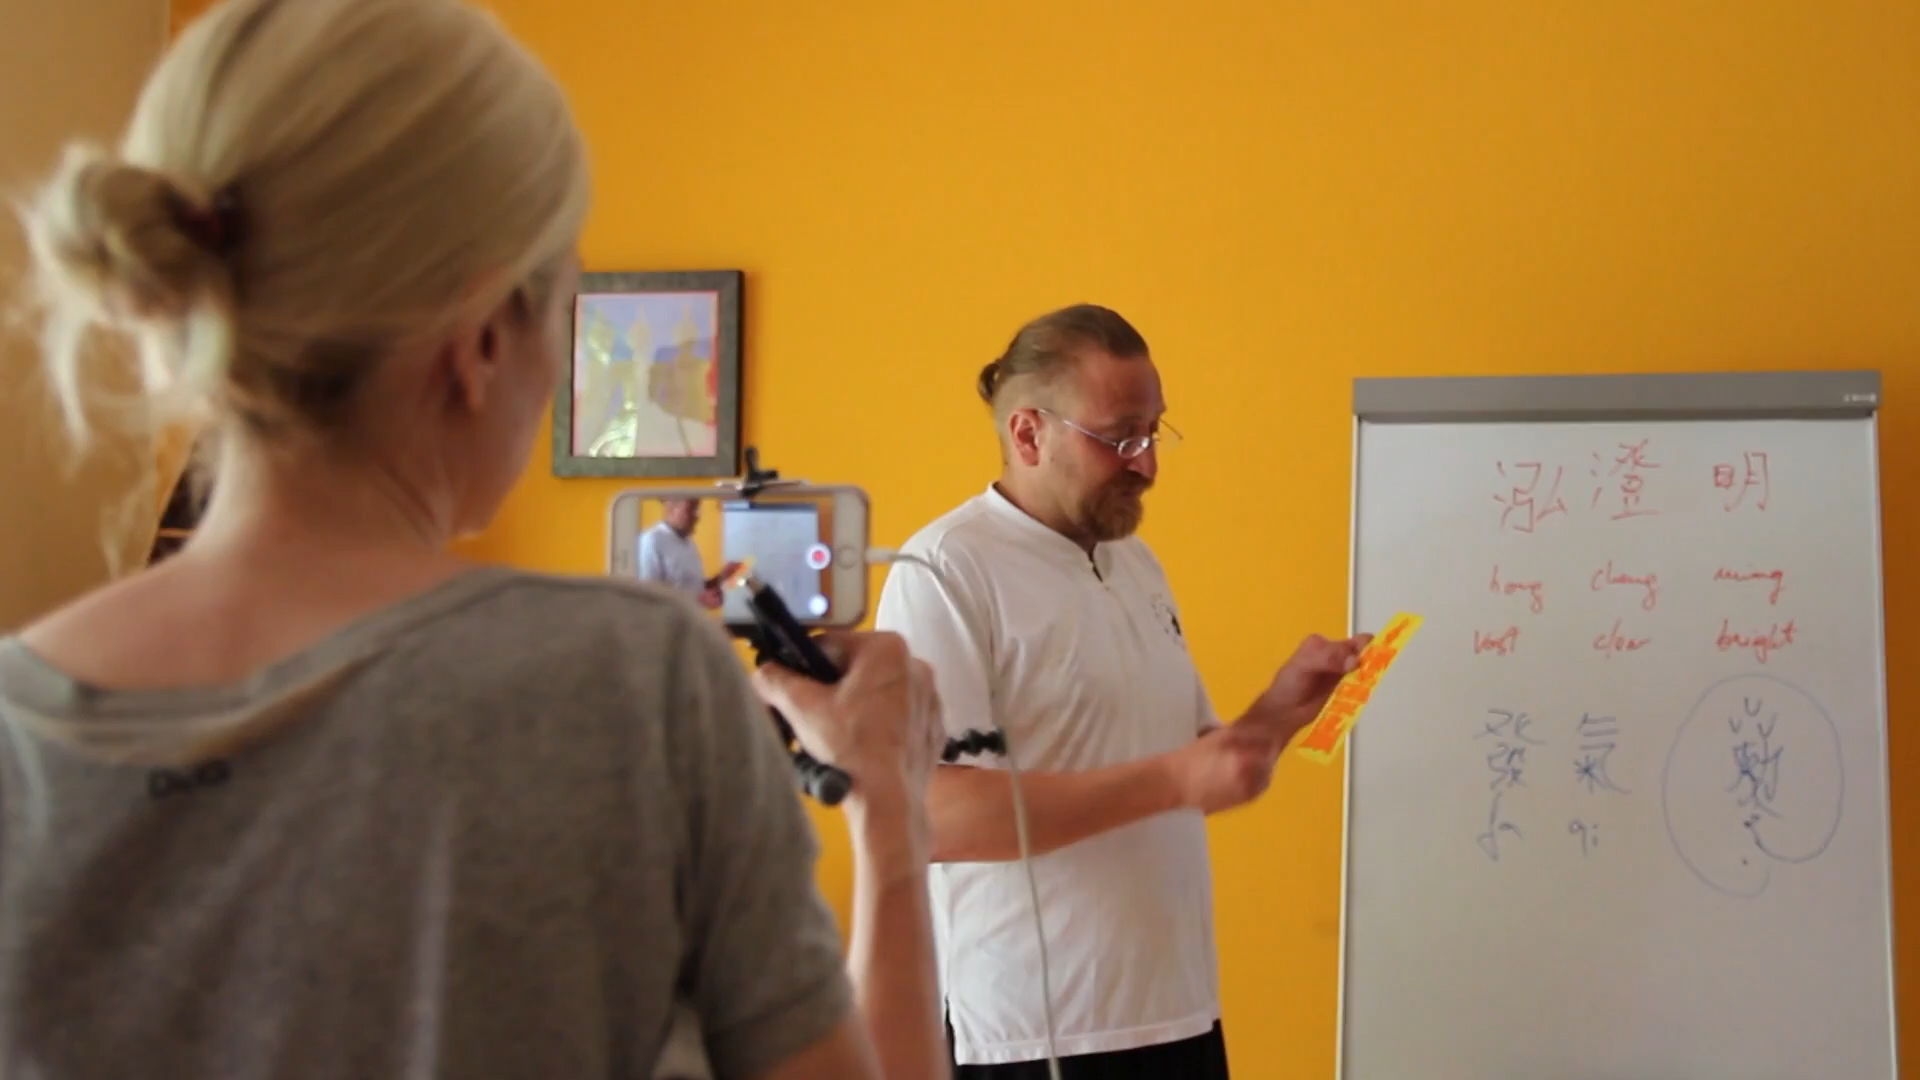 泓 澄 明
hong cheng ming
vast clear bright
發 氣
fa qi